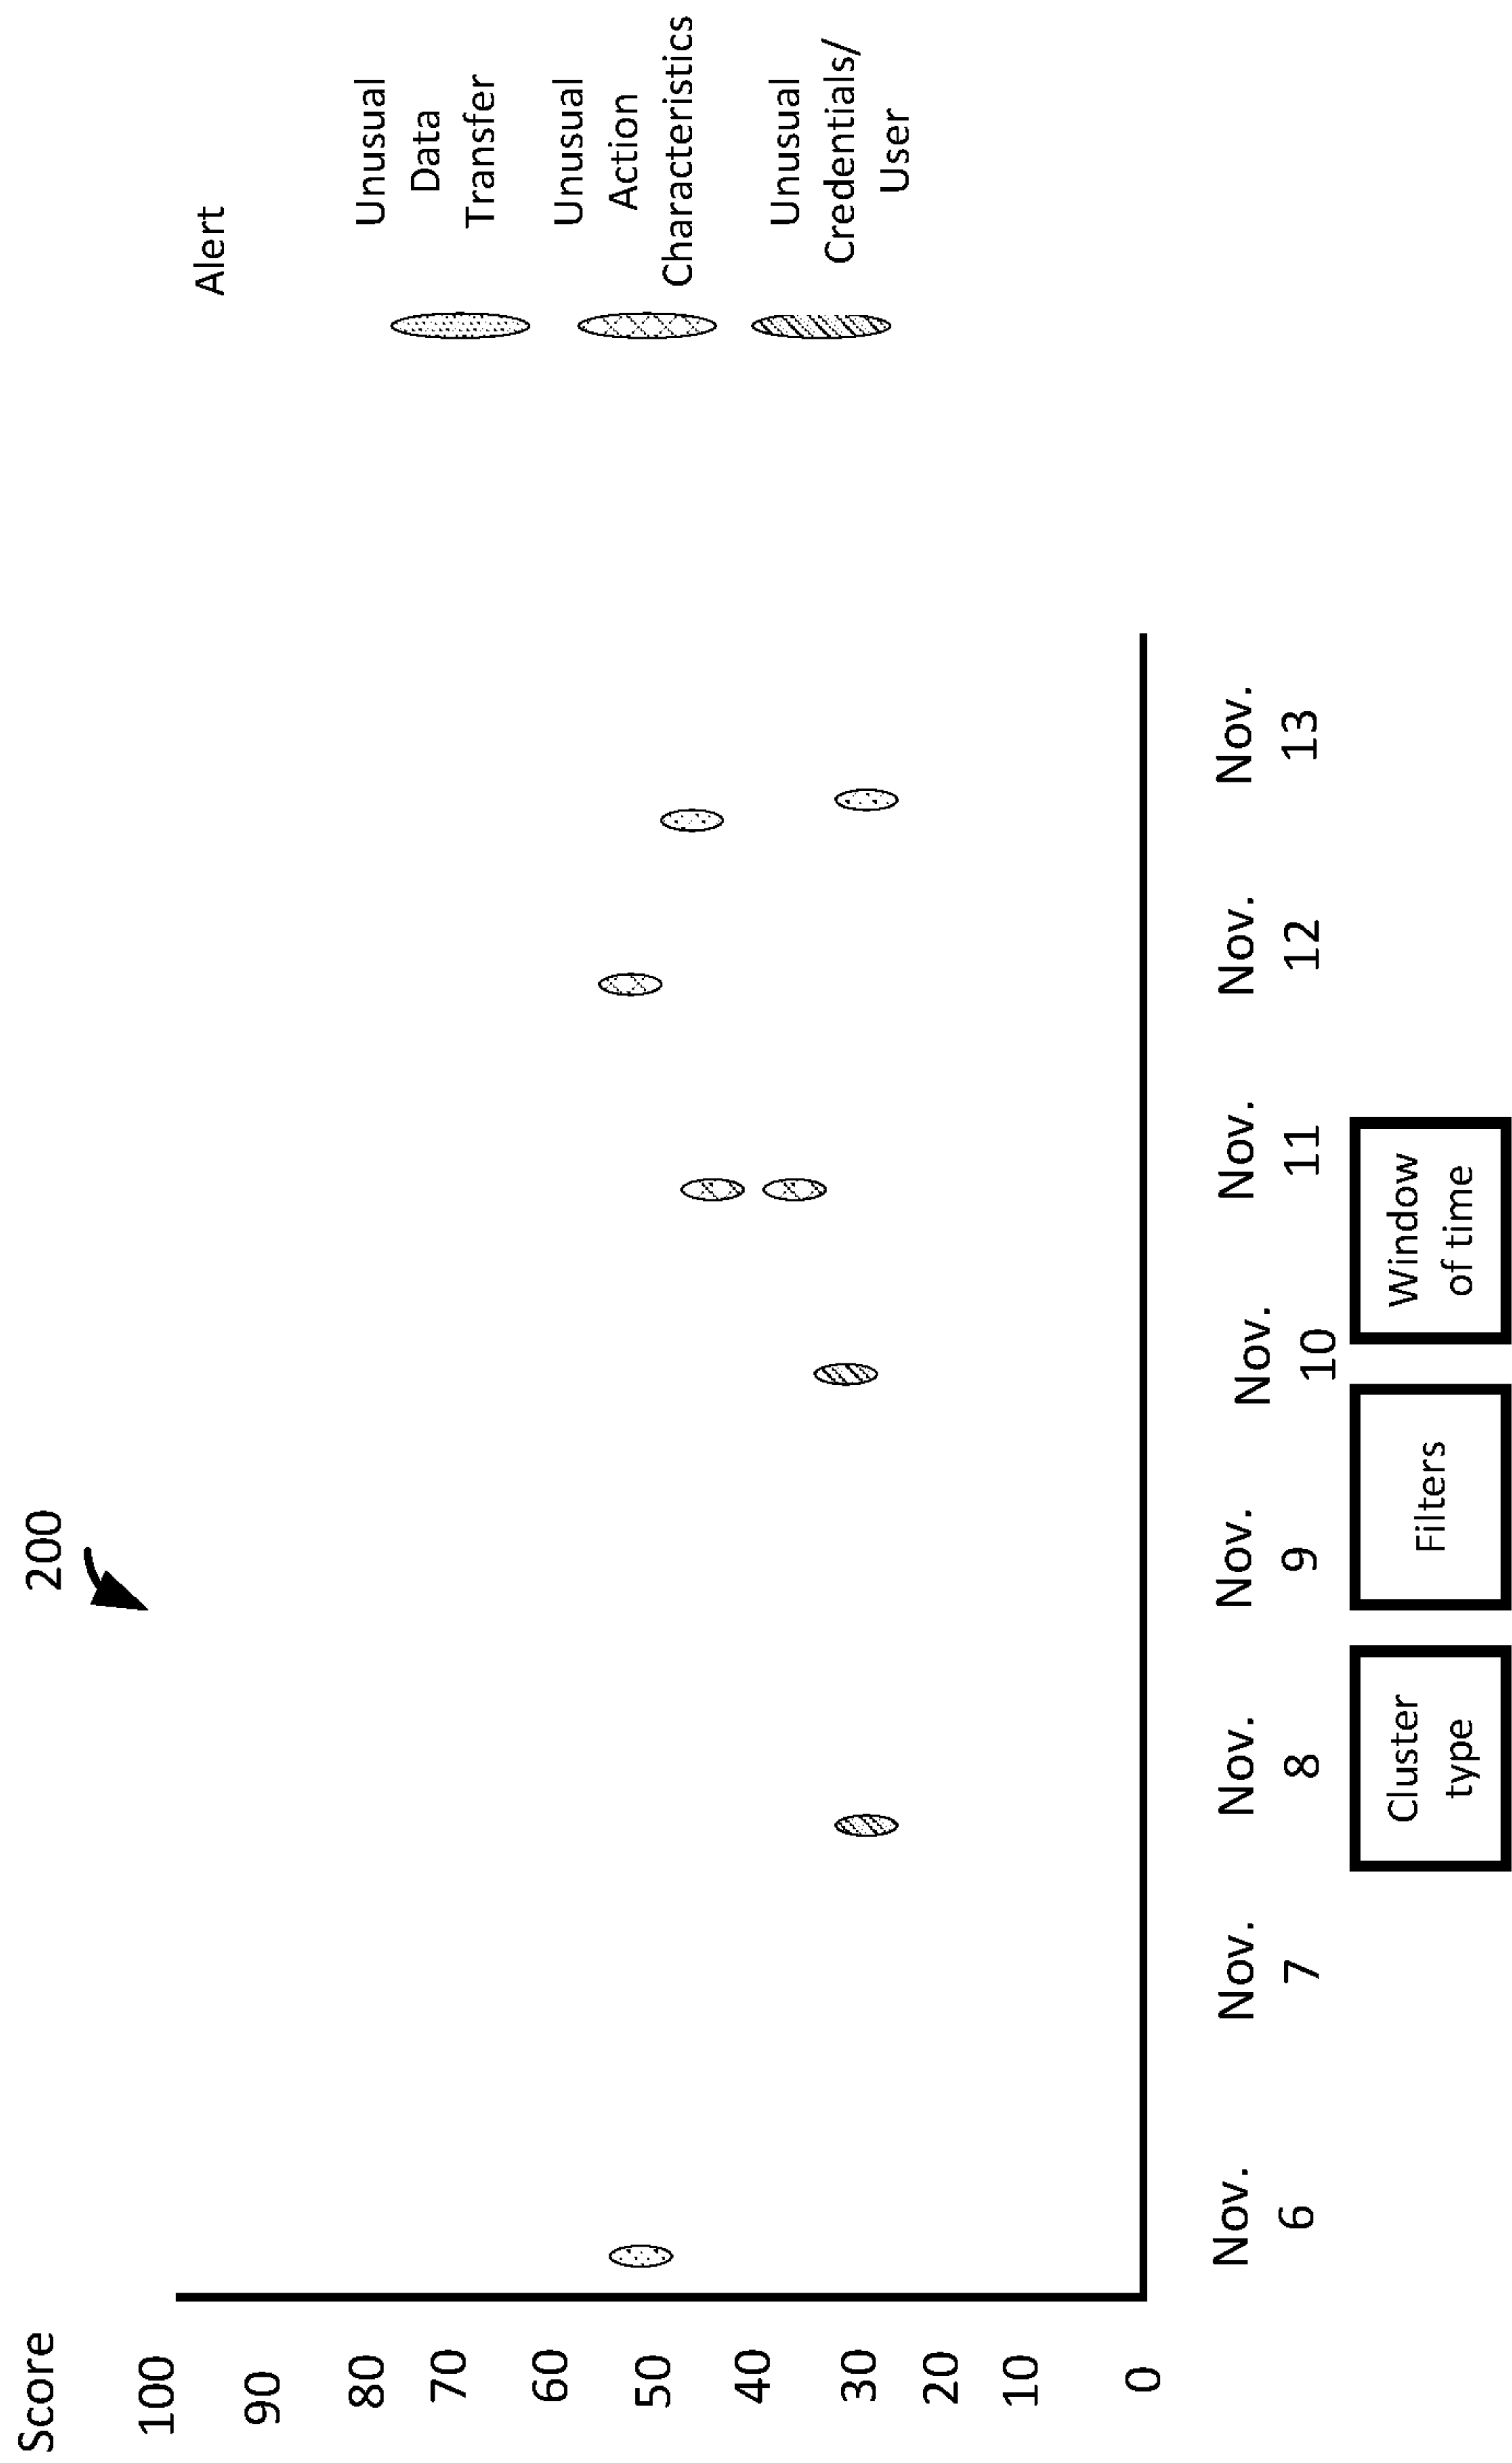 200
Score
100
90
80
70
60
50
40
30
20
10
0
Nov.
6
Nov.
7
Nov.
8
Nov.
9
Nov.
10
Nov.
11
Nov.
12
Nov.
13
Cluster
type
Filters
Window
of time
Alert
Unusual
Data
Transfer
Unusual
Action
Characteristics
Unusual
Credentials/
User